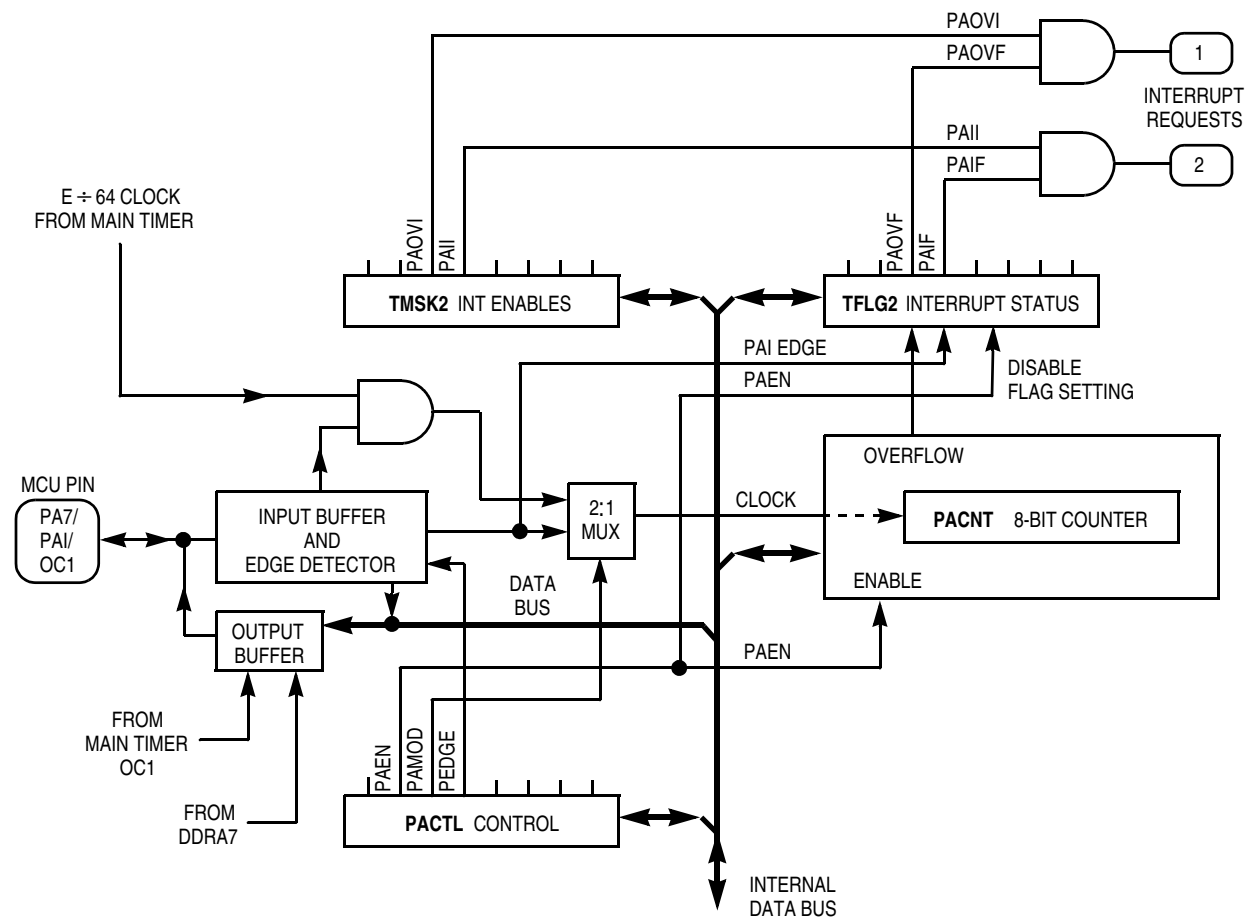 PAOVI
PAOVF
1
INTERRUPT
REQUESTS
PAII
PAIF
2
E ÷ 64 CLOCK
FROM MAIN TIMER
PAOVI
PAII
PAOVF
PAIF
TMSK2 INT ENABLES
TFLG2 INTERRUPT STATUS
PAI EDGE
PAEN
DISABLE
FLAG SETTING
OVERFLOW
MCU PIN
PA7/
PAI/
OC1
INPUT BUFFER
AND
EDGE DETECTOR
2:1
MUX
CLOCK
PACNT 8-BIT COUNTER
ENABLE
DATA
BUS
OUTPUT
BUFFER
PAEN
FROM
MAIN TIMER
OC1
PAEN
PAMOD
PEDGE
FROM
DDRA7
PACTL CONTROL
INTERNAL
DATA BUS